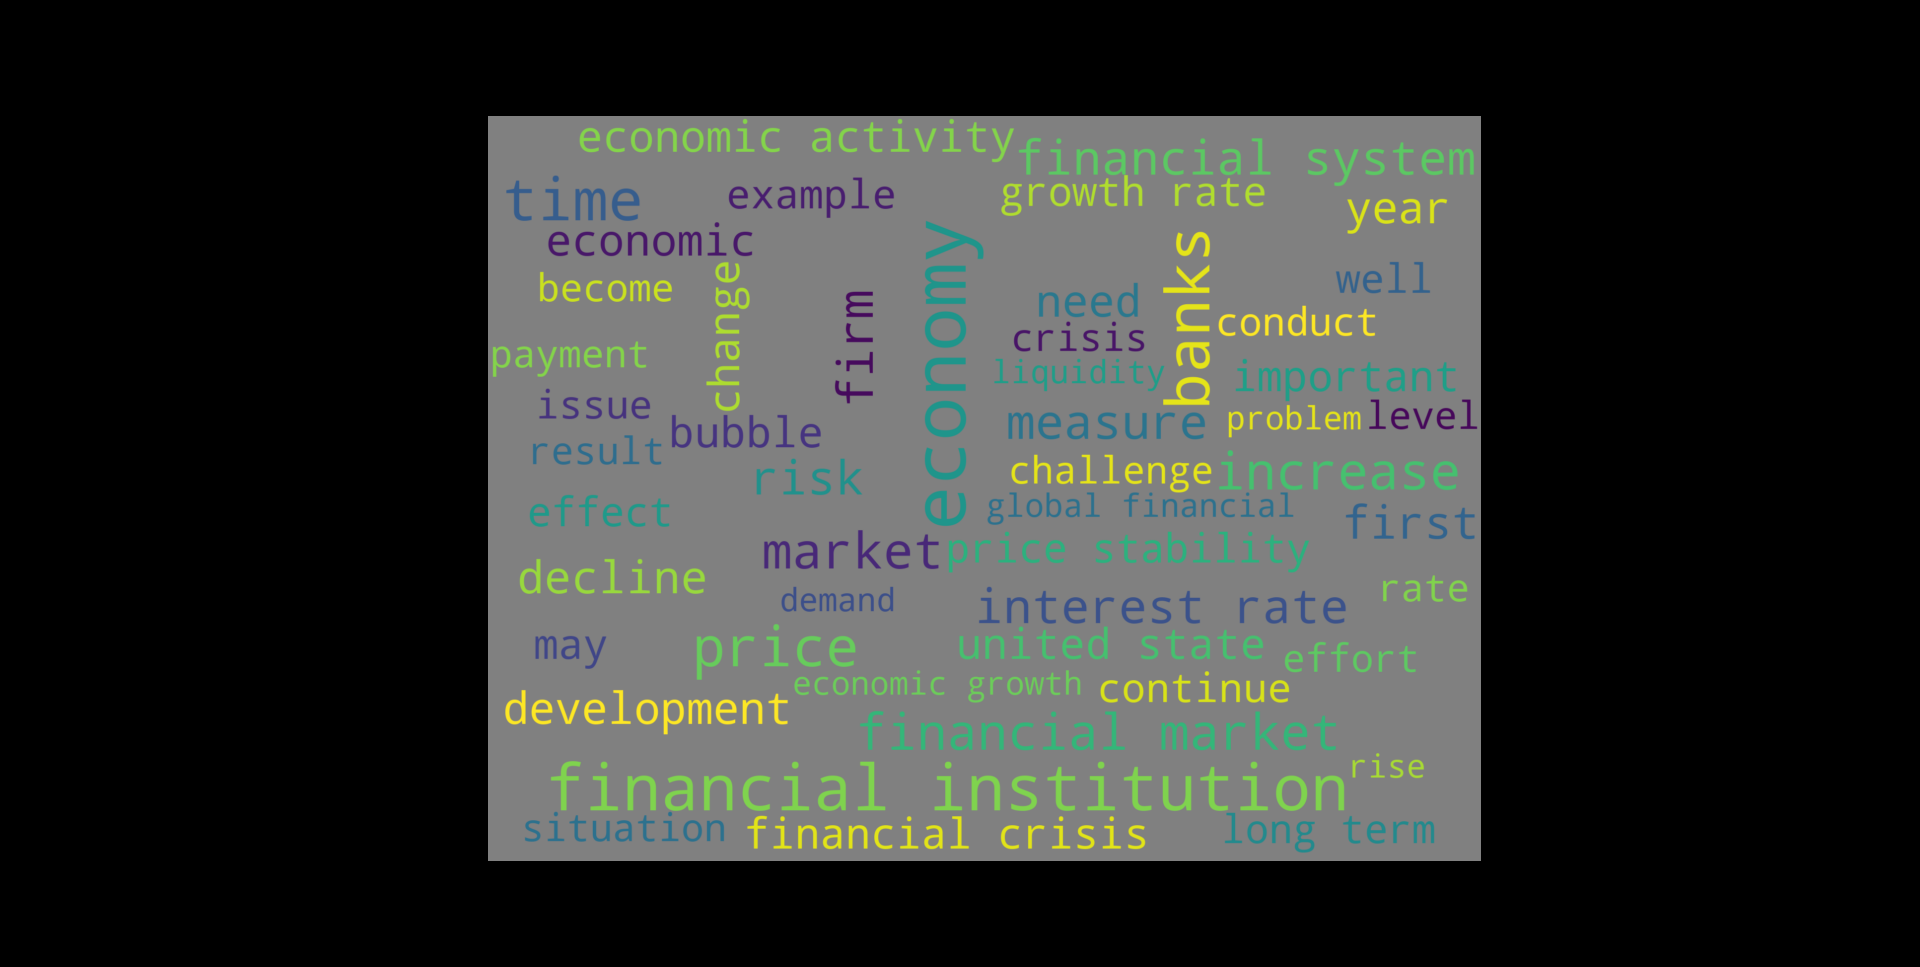 economic activity
financial system
time
example
growth rate
year
economic
become
change
firm
economy
need
banks
well
conduct
crisis
payment
liquidity
important
issue
bubble
measure
problem
level
result
risk
challenge
increase
effect
global financial
first
market
price stability
decline
demand
interest rate
rate
may
price
united state
effort
economic growth
continue
development
financial market
financial institution
rise
situation
financial crisis
long term